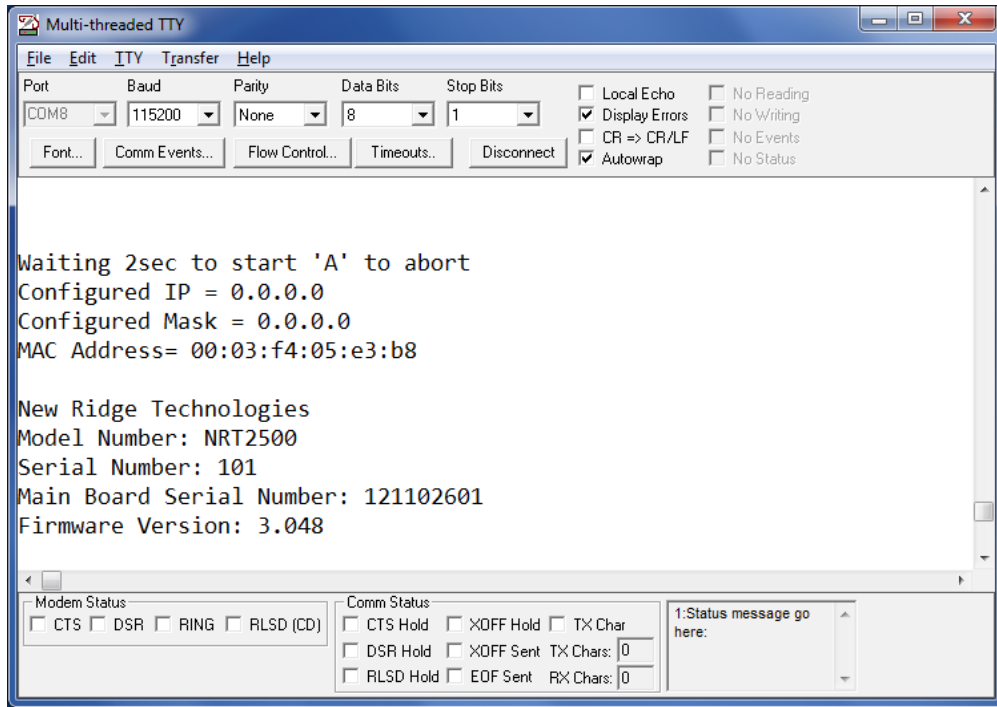 Multi-threaded TTY
File Edit TTY Transfer Help
Port Baud Parity Data Bits Stop Bits
COM8 115200 None 8 1
Font... Comm Events... Flow Control... Timeouts.. Disconnect
Local Echo No Reading
Display Errors No Writing
CR => CR/LF No Events
Autowrap No Status
Waiting 2sec to start 'A' to abort
Configured IP = 0.0.0.0
Configured Mask = 0.0.0.0
MAC Address= 00:03:f4:05:e3:b8
New Ridge Technologies
Model Number: NRT2500
Serial Number: 101
Main Board Serial Number: 121102601
Firmware Version: 3.048
Modem Status
CTS DSR RING RLSD (CD)
Comm Status
CTS Hold XOFF Hold TX Char
DSR Hold XOFF Sent TX Chars: 0
RLSD Hold EOF Sent RX Chars: 0
1:Status message go
here: